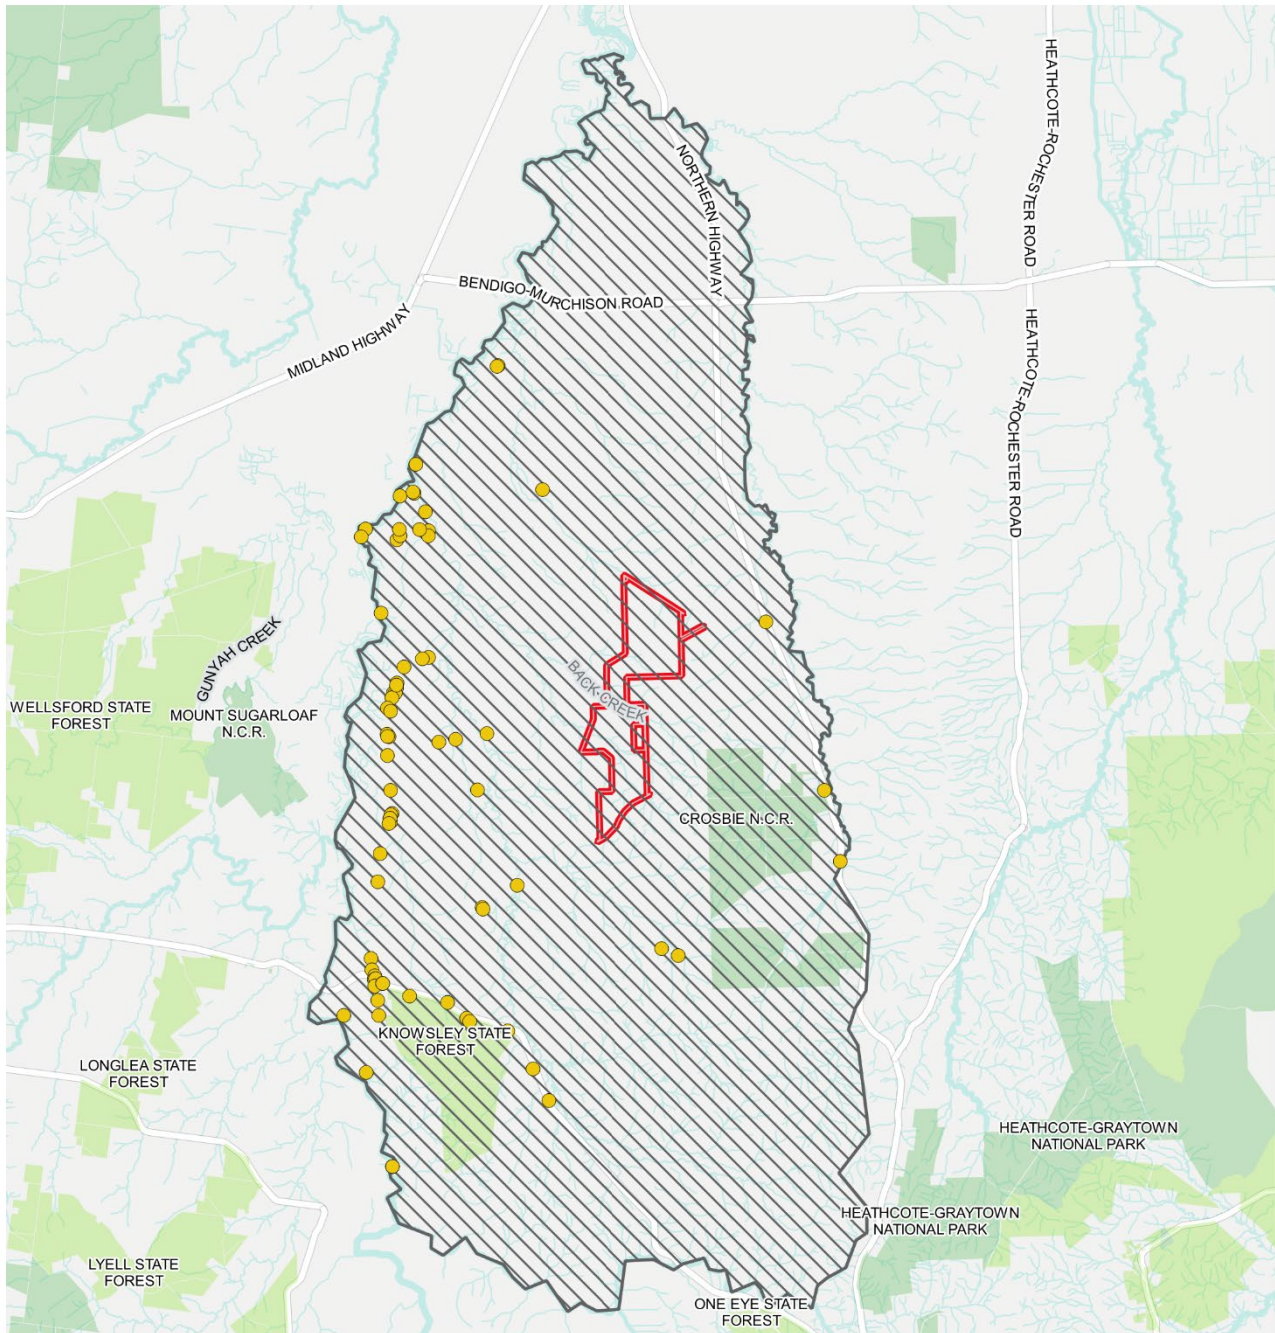 HEATHCOTE-ROCHESTER ROAD
NORTHERN HIGHWAY
BENDIGO-MURCHISON ROAD
MIDLAND HIGHWAY
HEATHCOTE-ROCHESTER ROAD
GUNYAH CREEK
BACK CREEK
WELLSFORD STATE
FOREST
MOUNT SUGARLOAF
N.C.R.
CROSBIE N.C.R.
KNOWSLEY STATE
FOREST
LONGLEA STATE
FOREST
HEATHCOTE-GRAYTOWN
NATIONAL PARK
HEATHCOTE-GRAYTOWN
NATIONAL PARK
LYELL STATE
FOREST
ONE EYE STATE
FOREST